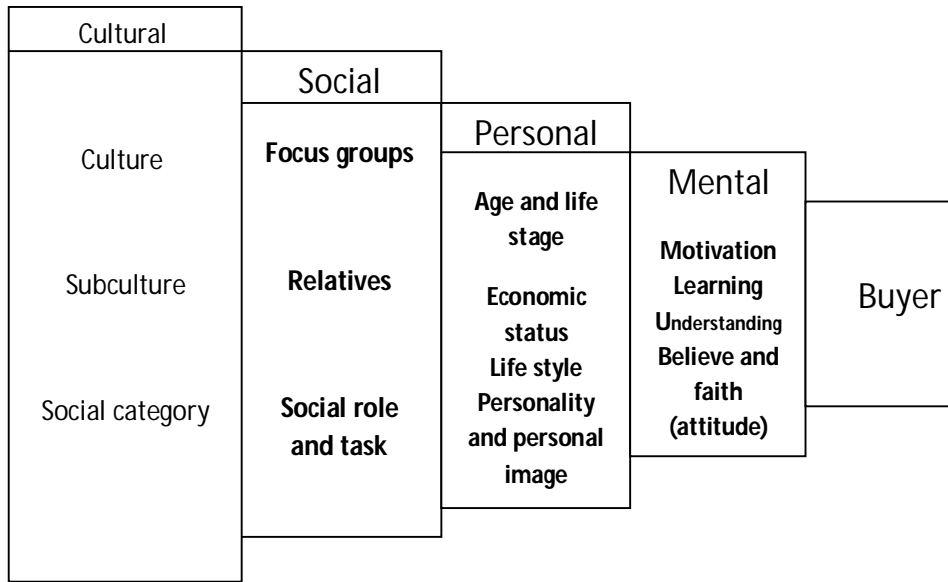 Cultural
Culture
Subculture
Social category
Social
Focus groups
Relatives
Social role
and task
Personal
Age and life
stage
Economic
status
Life style
Personality
and personal
image
Mental
Motivation
Learning
Understanding
Believe and
faith
(attitude)
Buyer